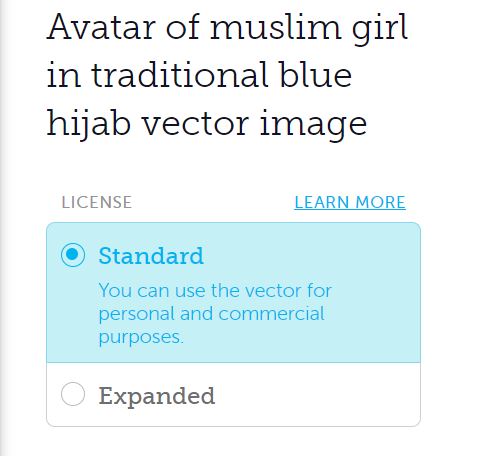 Avatar of muslim girl
in traditional blue
hijab vector image
LICENSE LEARN MORE
Standard
You can use the vector for
personal and commercial
purposes.
Expanded